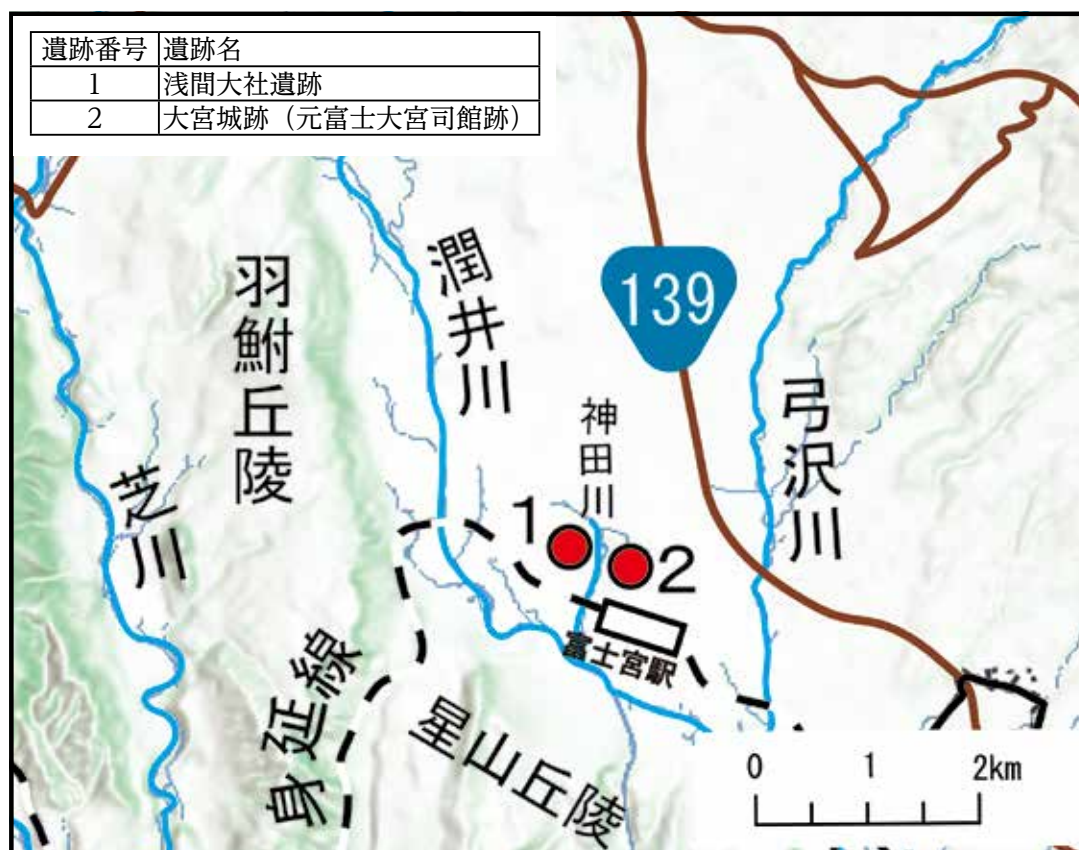 遺跡番号 遺跡名
1 浅間大社遺跡
2 大宮城跡（元富士大宮司館跡）
潤井川
羽鮒丘陵
139
弓沢川
神田川
芝川
1
2
富士宮駅
身延線
星山丘陵
0 1 2km